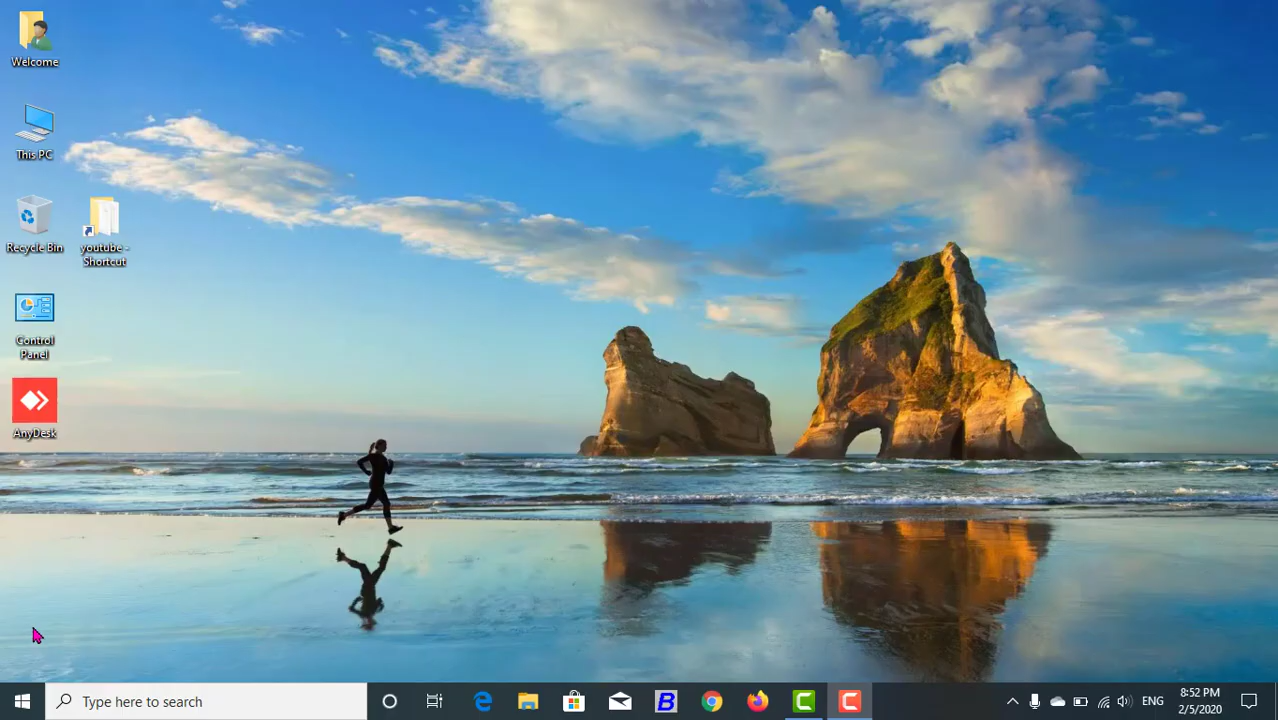 Welcome
This PC
Recycle Bin
youtube -
Shortcut
Control
Panel
AnyDesk
Type here to search
B
C
C
ENG
8:52 PM
2/5/2020